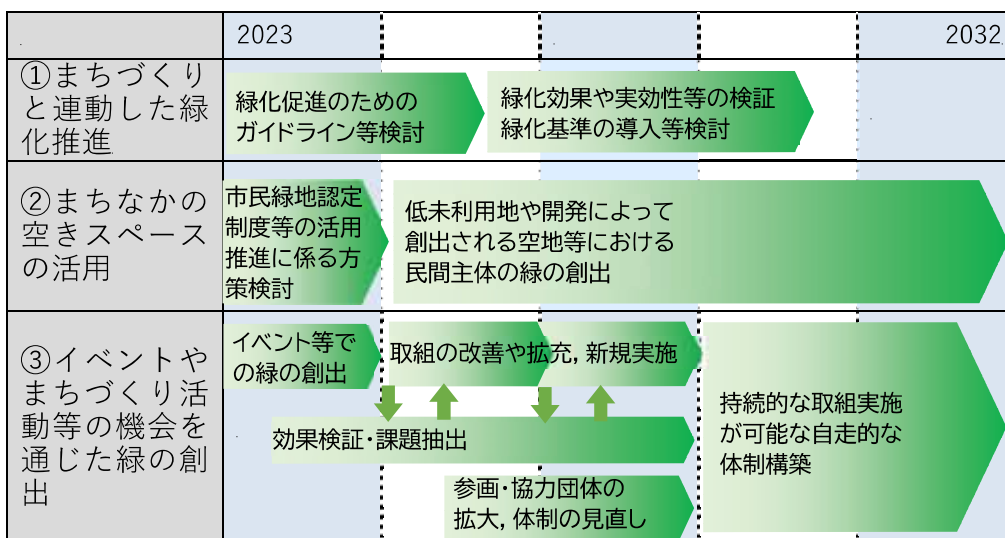 2023
2032
①まちづくり
と連動した緑
化推進
緑化促進のための
ガイドライン等検討
緑化効果や実効性等の検証
緑化基準の導入等検討
②まちなかの
空きスペース
の活用
市民緑地認定
制度等の活用
推進に係る方
策検討
低未利用地や開発によって
創出される空地等における
民間主体の緑の創出
③イベントや
まちづくり活
動等の機会を
通じた緑の創
出
イベント等で
の緑の創出
取組の改善や拡充，新規実施
効果検証・課題抽出
参画・協力団体の
拡大，体制の見直し
持続的な取組実施
が可能な自走的な
体制構築